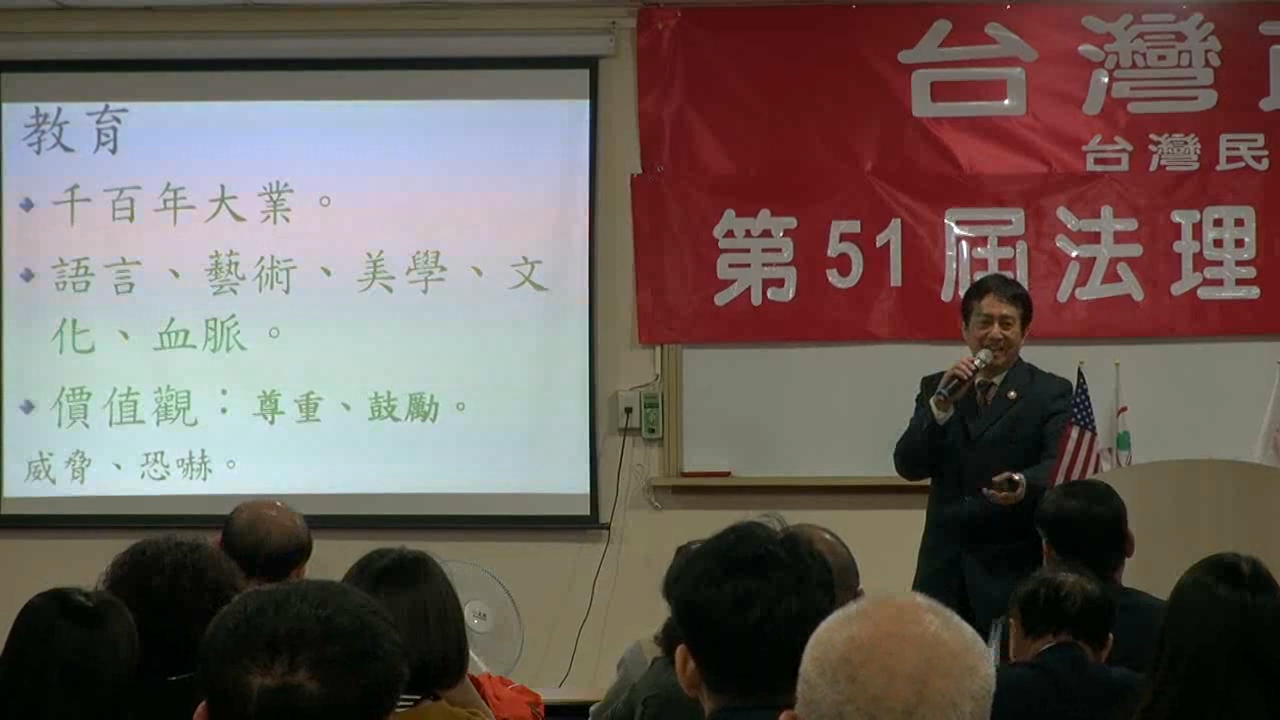 教育
千百年大業。
語言、藝術、美學、文
化、血脈。
價值觀：尊重、鼓勵。
威脅、恐嚇。
台灣
台灣民
第51屆法理